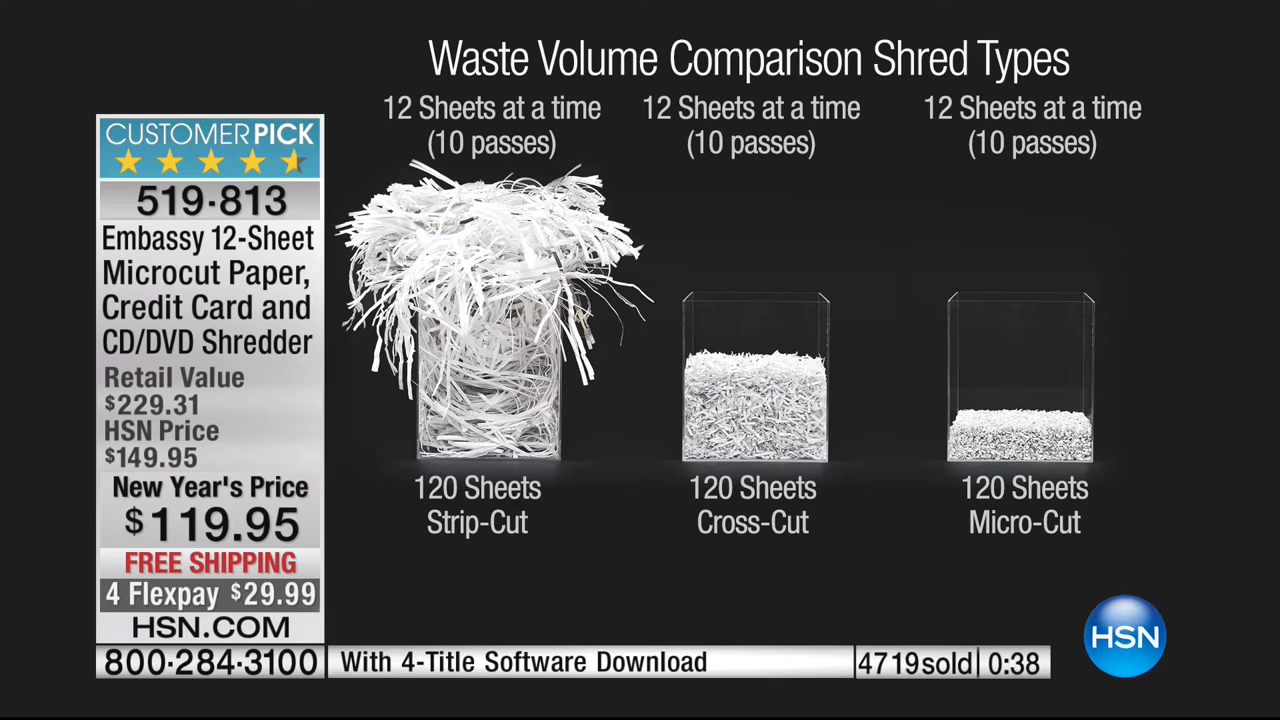 Waste Volume Comparison Shred Types
12 Sheets at a time
(10 passes)
12 Sheets at a time
(10 passes)
12 Sheets at a time
(10 passes)
120 Sheets
Strip-Cut
120 Sheets
Cross-Cut
120 Sheets
Micro-Cut
CUSTOMERPICK
519·813
Embassy 12-Sheet
Microcut Paper,
Credit Card and
CD/DVD Shredder
Retail Value
$229.31
HSN Price
$149.95
New Year's Price
$119.95
FREE SHIPPING
4 Flexpay $29.99
HSN.COM
800·284·3100
With 4-Title Software Download
4719sold
0:38
HSN